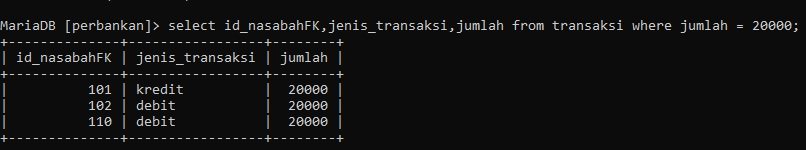 MariaDB [perbankan]> select id_nasabahFK,jenis_transaksi,jumlah from transaksi where jumlah = 20000;
+--------------+-----------------+--------+
| id_nasabahFK | jenis_transaksi | jumlah |
+--------------+-----------------+--------+
|          101 | kredit          |  20000 |
|          102 | debit           |  20000 |
|          110 | debit           |  20000 |
+--------------+-----------------+--------+